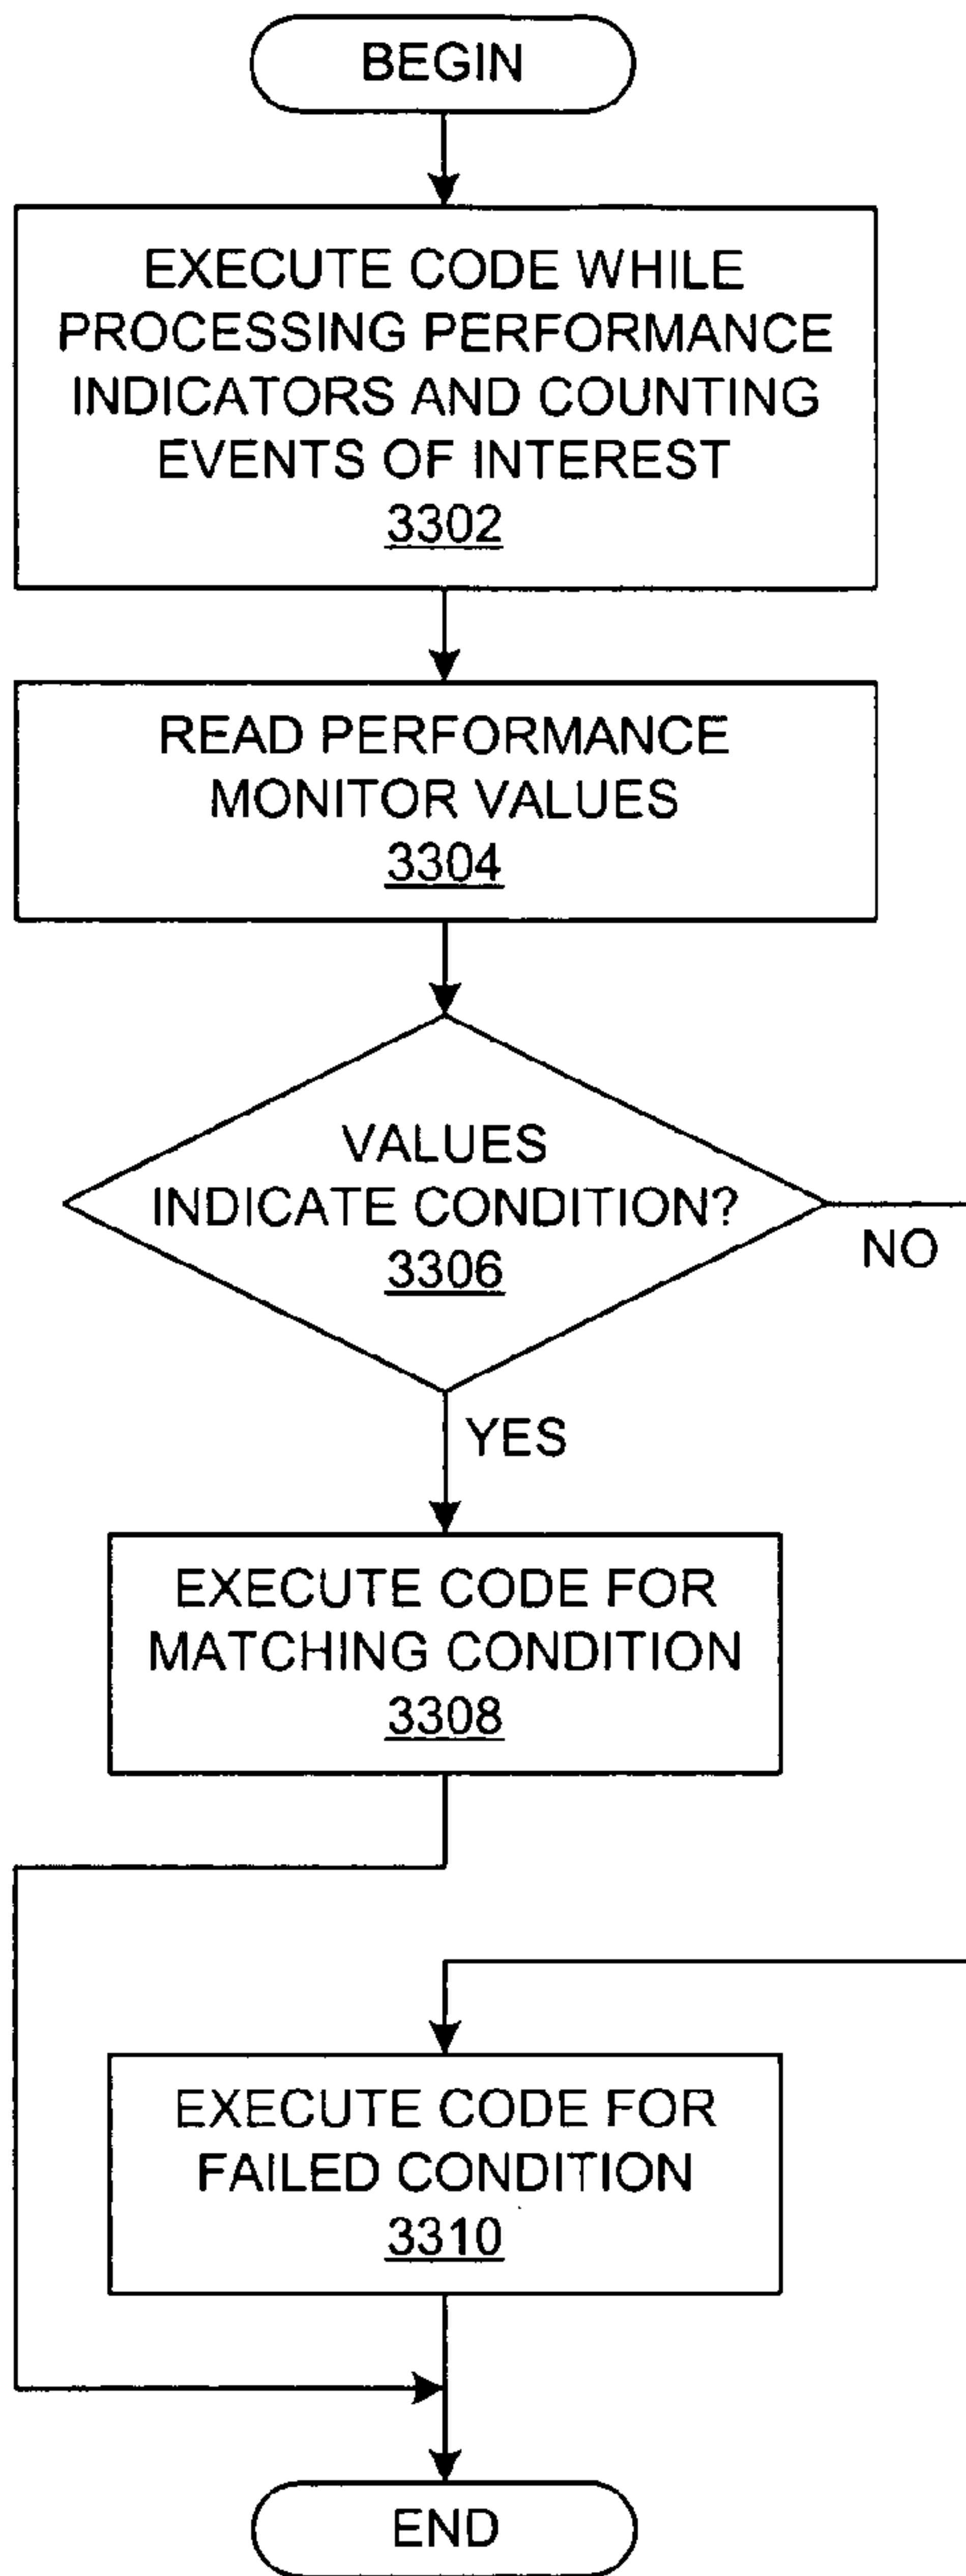 BEGIN
EXECUTE CODE WHILE
PROCESSING PERFORMANCE
INDICATORS AND COUNTING
EVENTS OF INTEREST
3302
READ PERFORMANCE
MONITOR VALUES
3304
VALUES
INDICATE CONDITION?
3306
NO
YES
EXECUTE CODE FOR
MATCHING CONDITION
3308
EXECUTE CODE FOR
FAILED CONDITION
3310
END